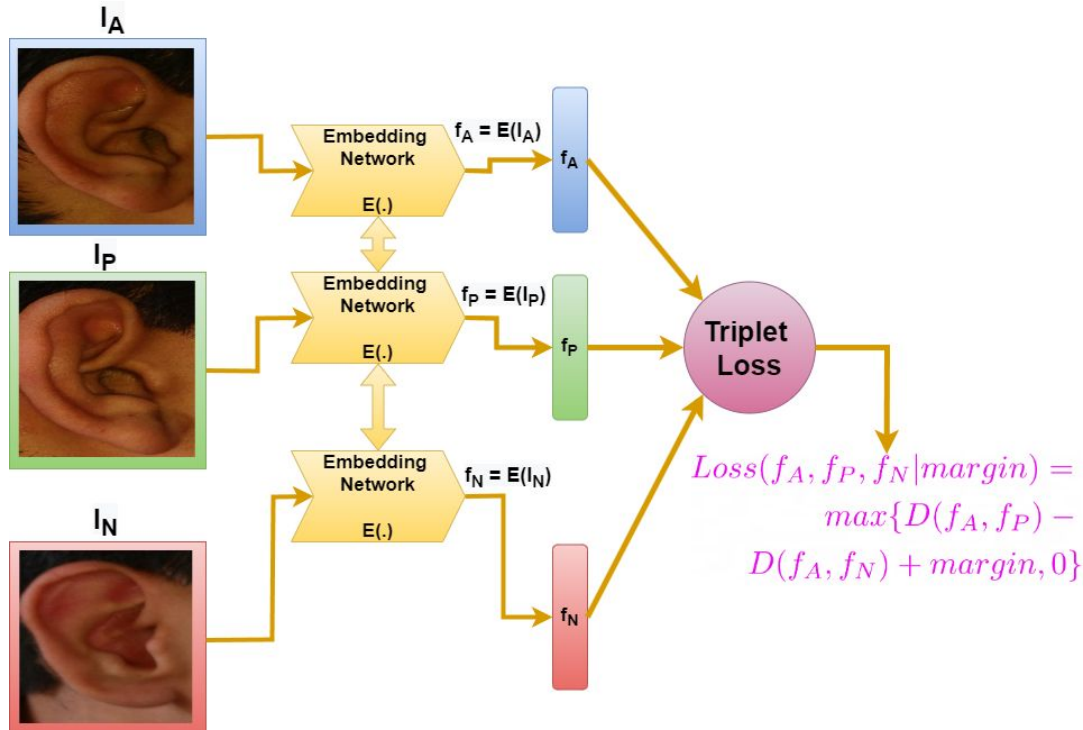 I_A
Embedding
Network
E(.)
f_A = E(I_A)
f_A
I_P
Embedding
Network
E(.)
f_P = E(I_P)
f_P
Triplet
Loss
I_N
Embedding
Network
E(.)
f_N = E(I_N)
f_N
Loss(f_A, f_P, f_N|margin) =
max{D(f_A, f_P) −
D(f_A, f_N) + margin, 0}